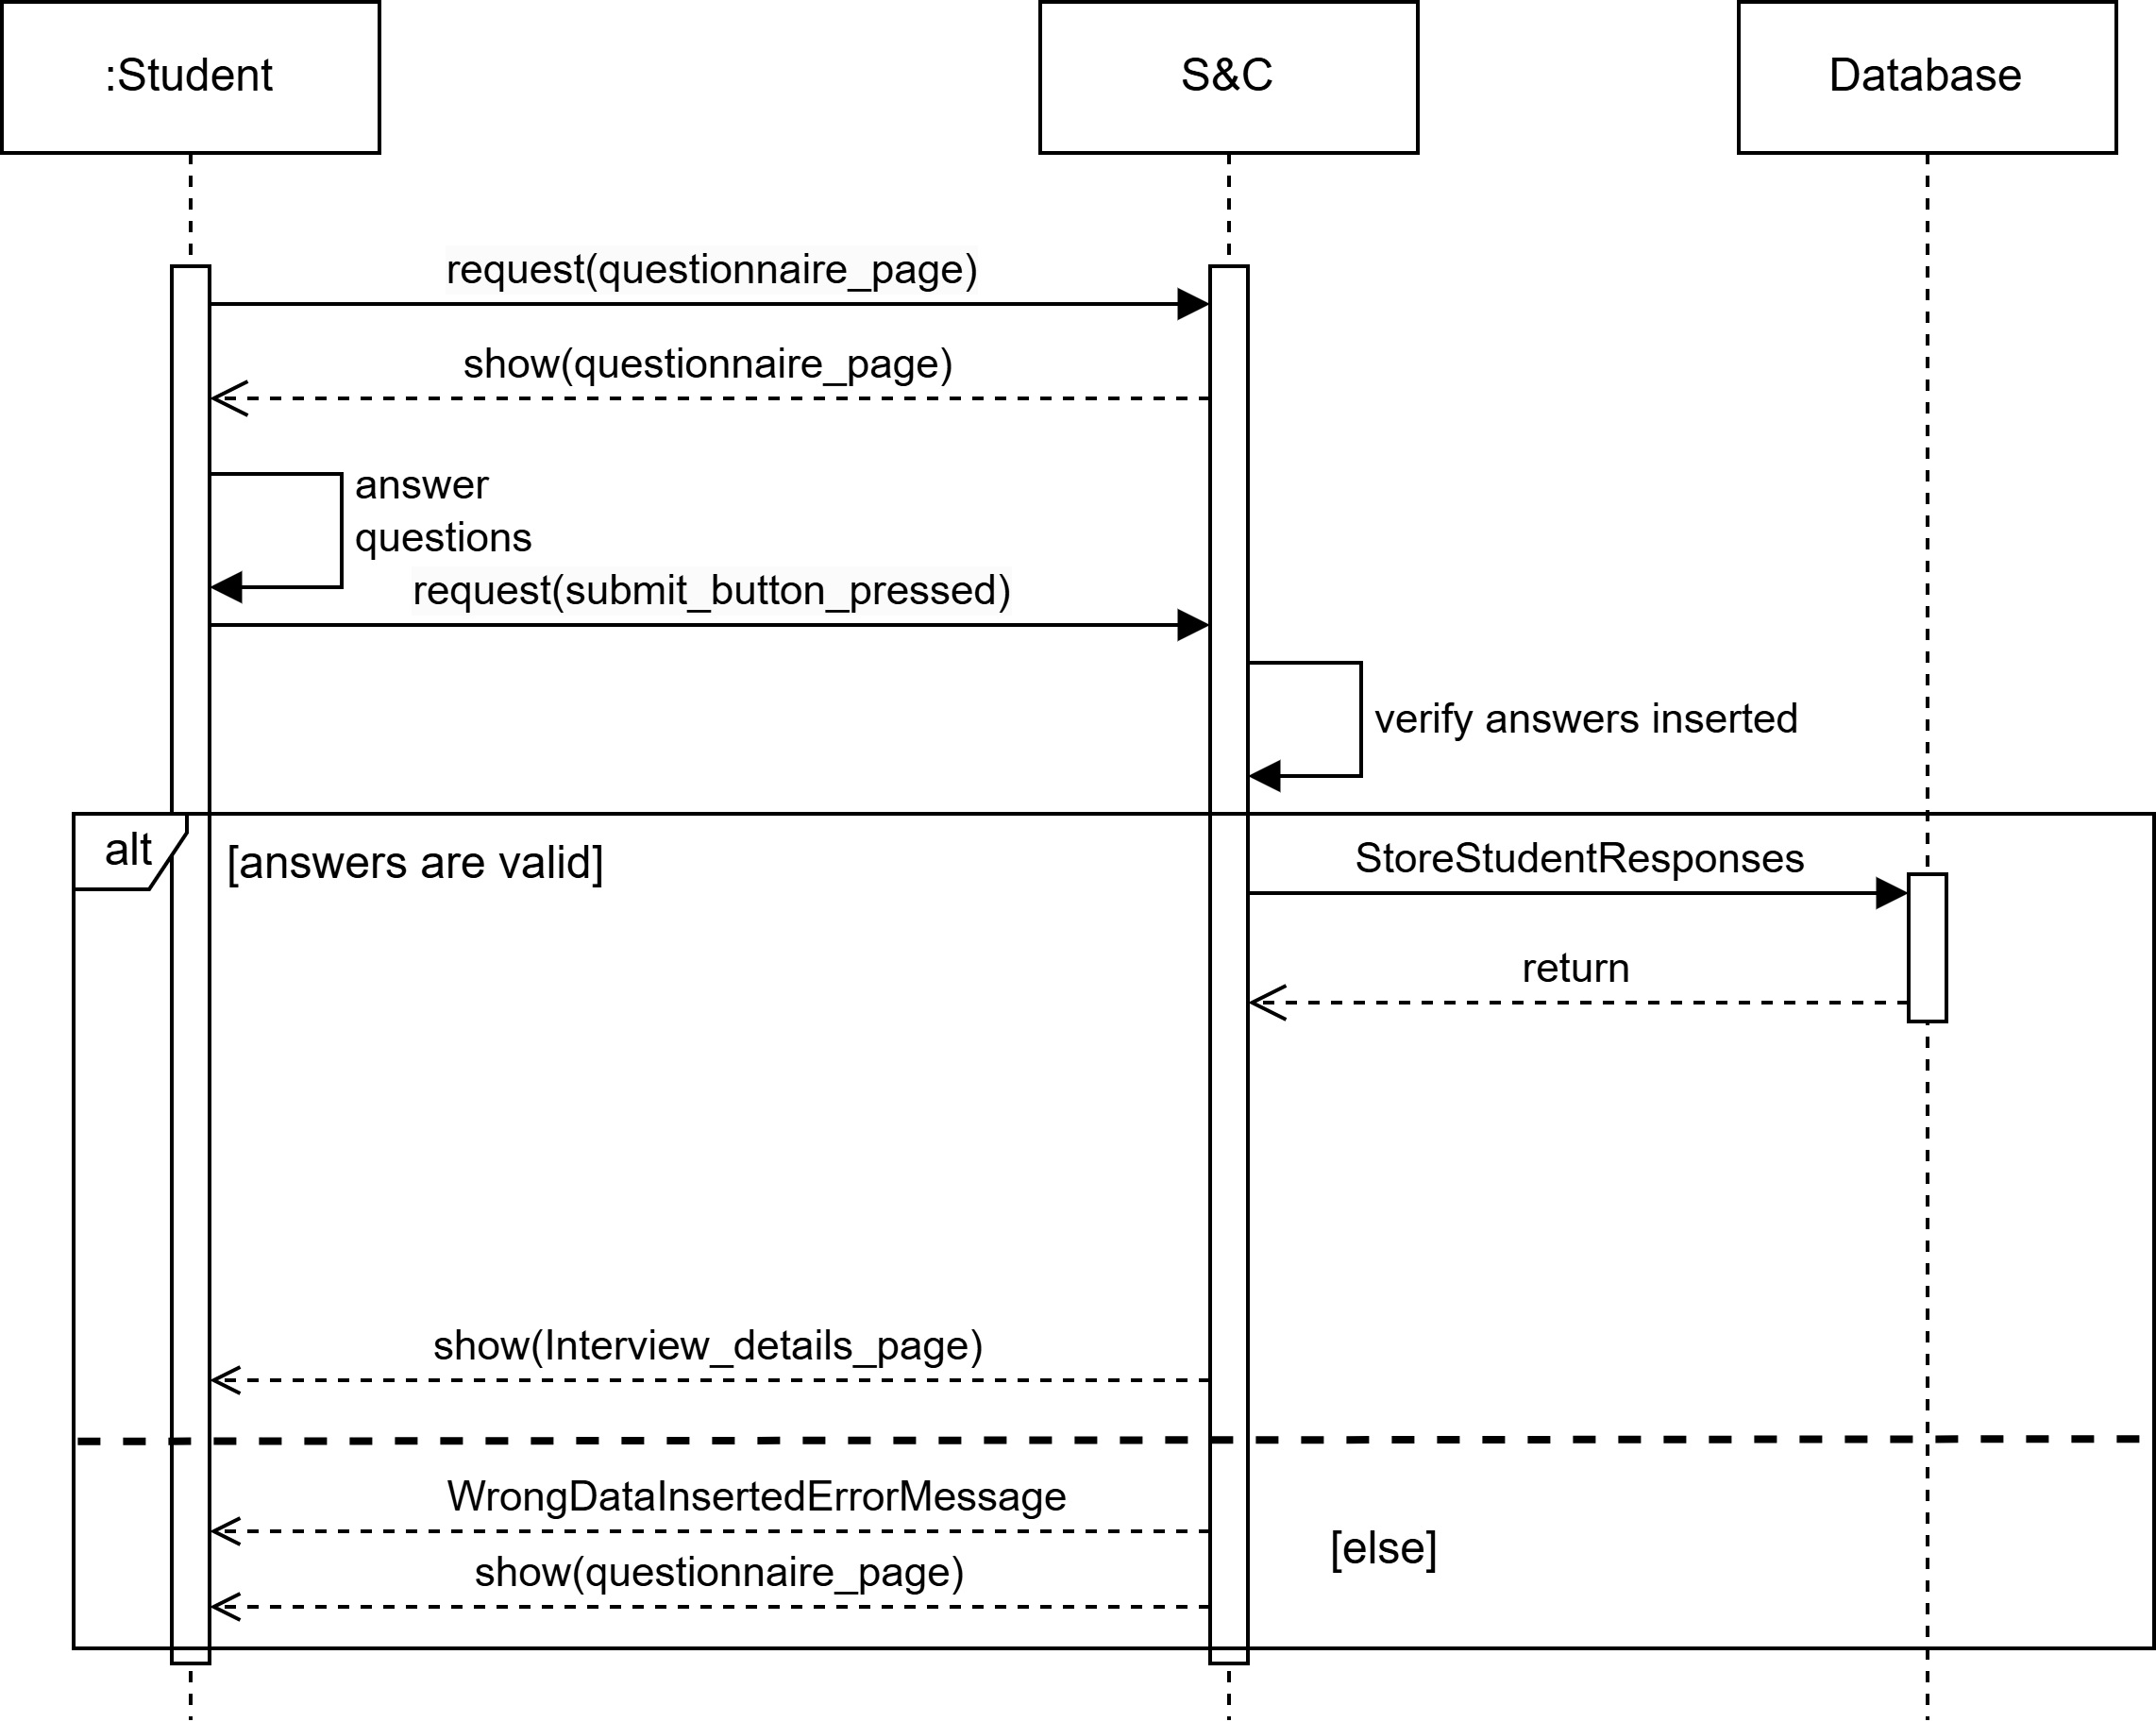 :Student
S&C
Database
request(questionnaire_page)
show(questionnaire_page)
answer
questions
request(submit_button_pressed)
verify answers inserted
alt
[answers are valid]
StoreStudentResponses
return
show(Interview_details_page)
WrongDataInsertedErrorMessage
[else]
show(questionnaire_page)